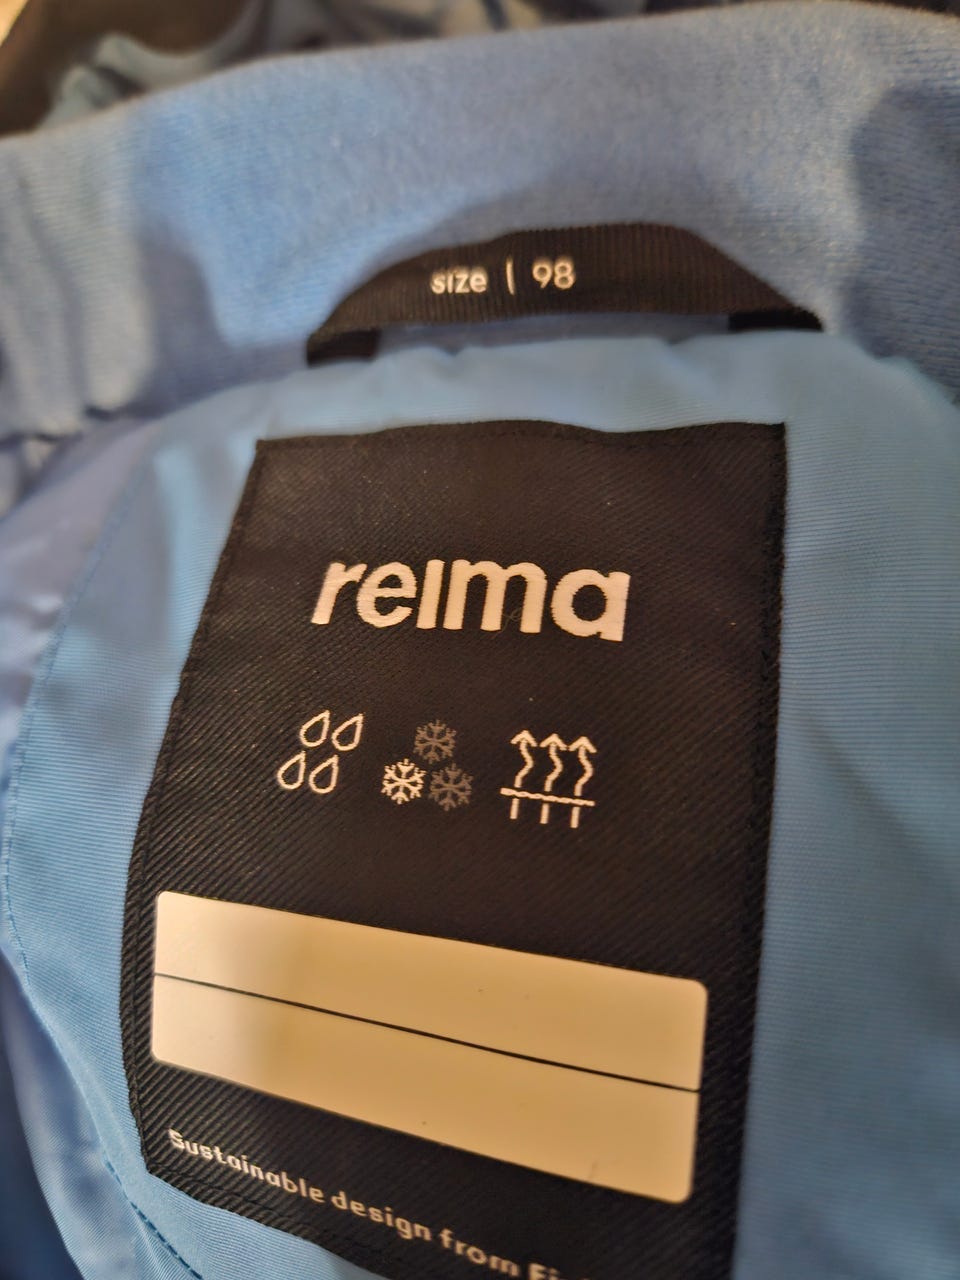 size | 98
reima
Sustainable design from